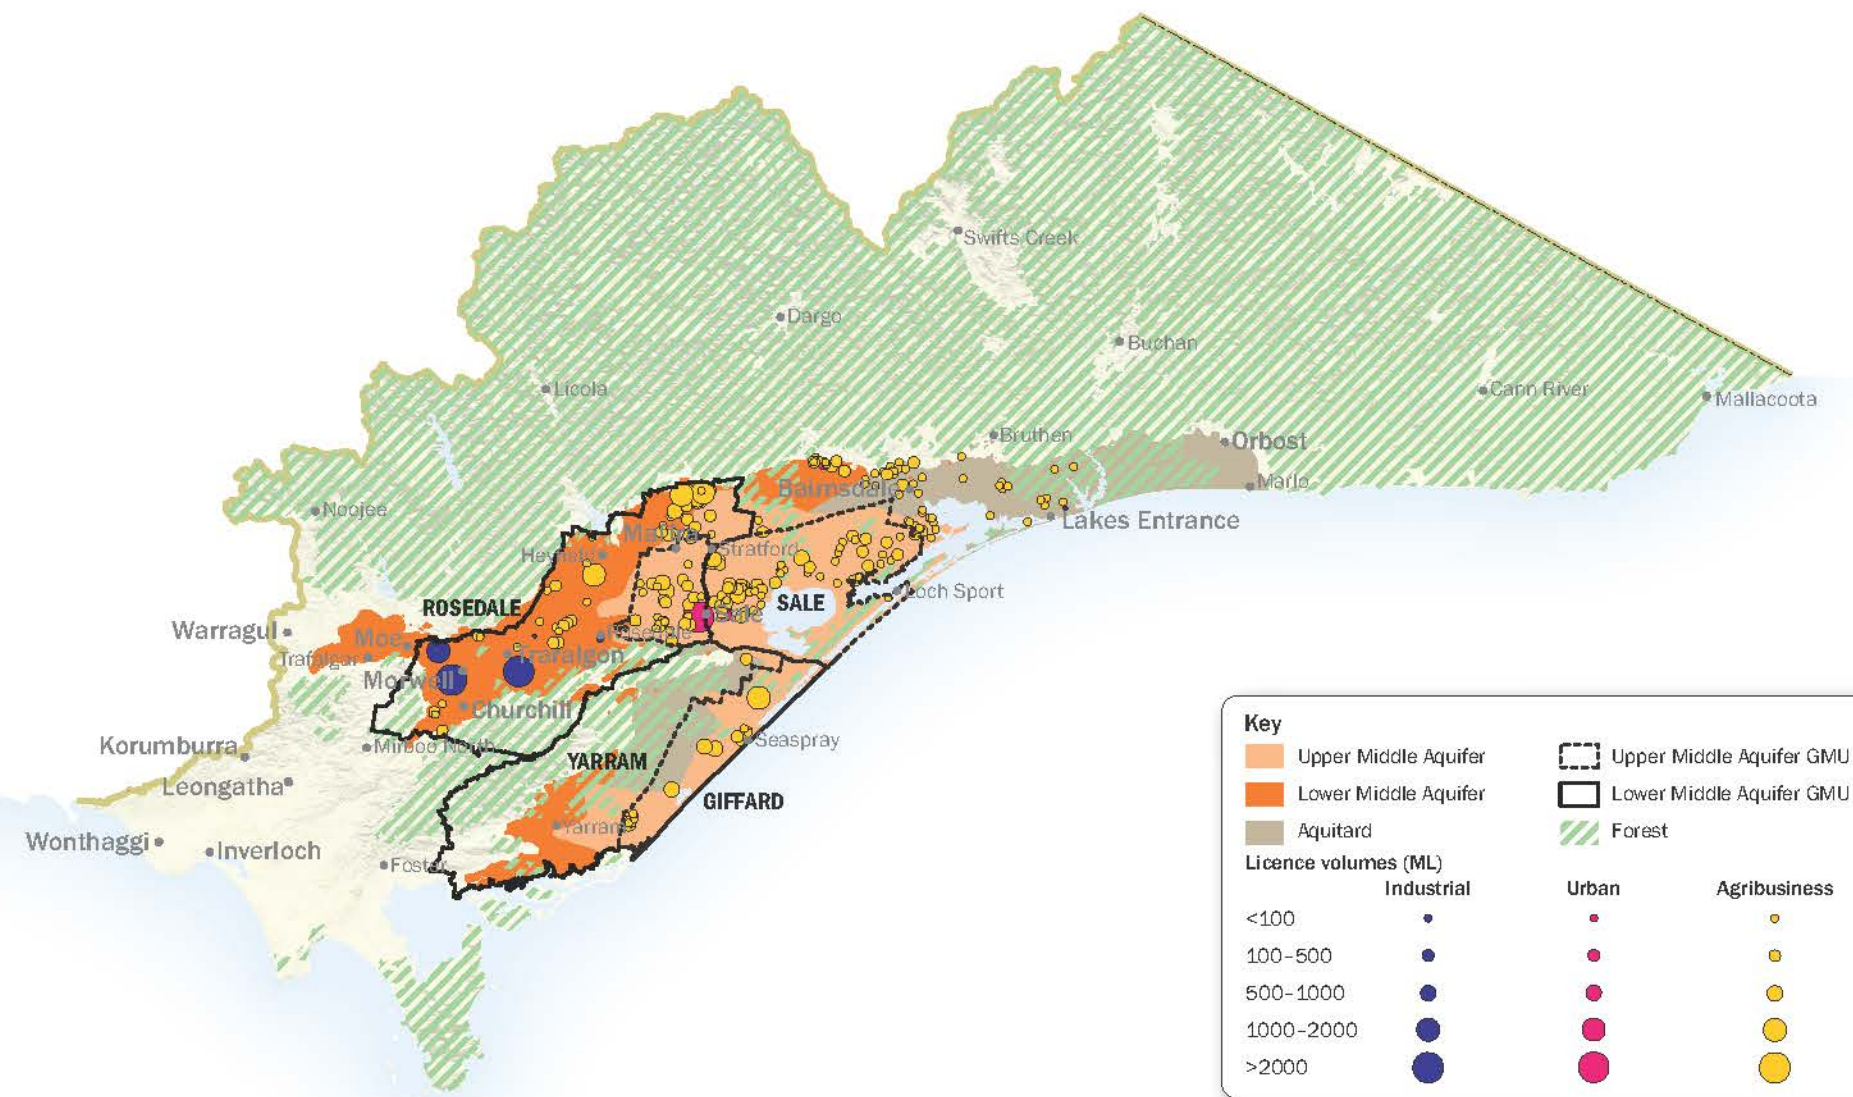 Swifts Creek
Dargo
Buchan
Licola
Cann River
Mallacoota
Bruthen
Orbost
Bairnsdale
Marlo
Noojee
Lakes Entrance
Maffra
Heyfield
Stratford
Loch Sport
ROSEDALE
SALE
Sale
Warragul
Moe
Rosedale
Trafalgar
Traralgon
Morwell
Churchill
Korumburra
Mirboo North
Seaspray
YARRAM
Leongatha
GIFFARD
Yarram
Wonthaggi
Inverloch
Foster
Key
Upper Middle Aquifer
Upper Middle Aquifer GMU
Lower Middle Aquifer
Lower Middle Aquifer GMU
Aquitard
Forest
Licence volumes (ML)
Industrial Urban Agribusiness
<100
100–500
500–1000
1000–2000
>2000